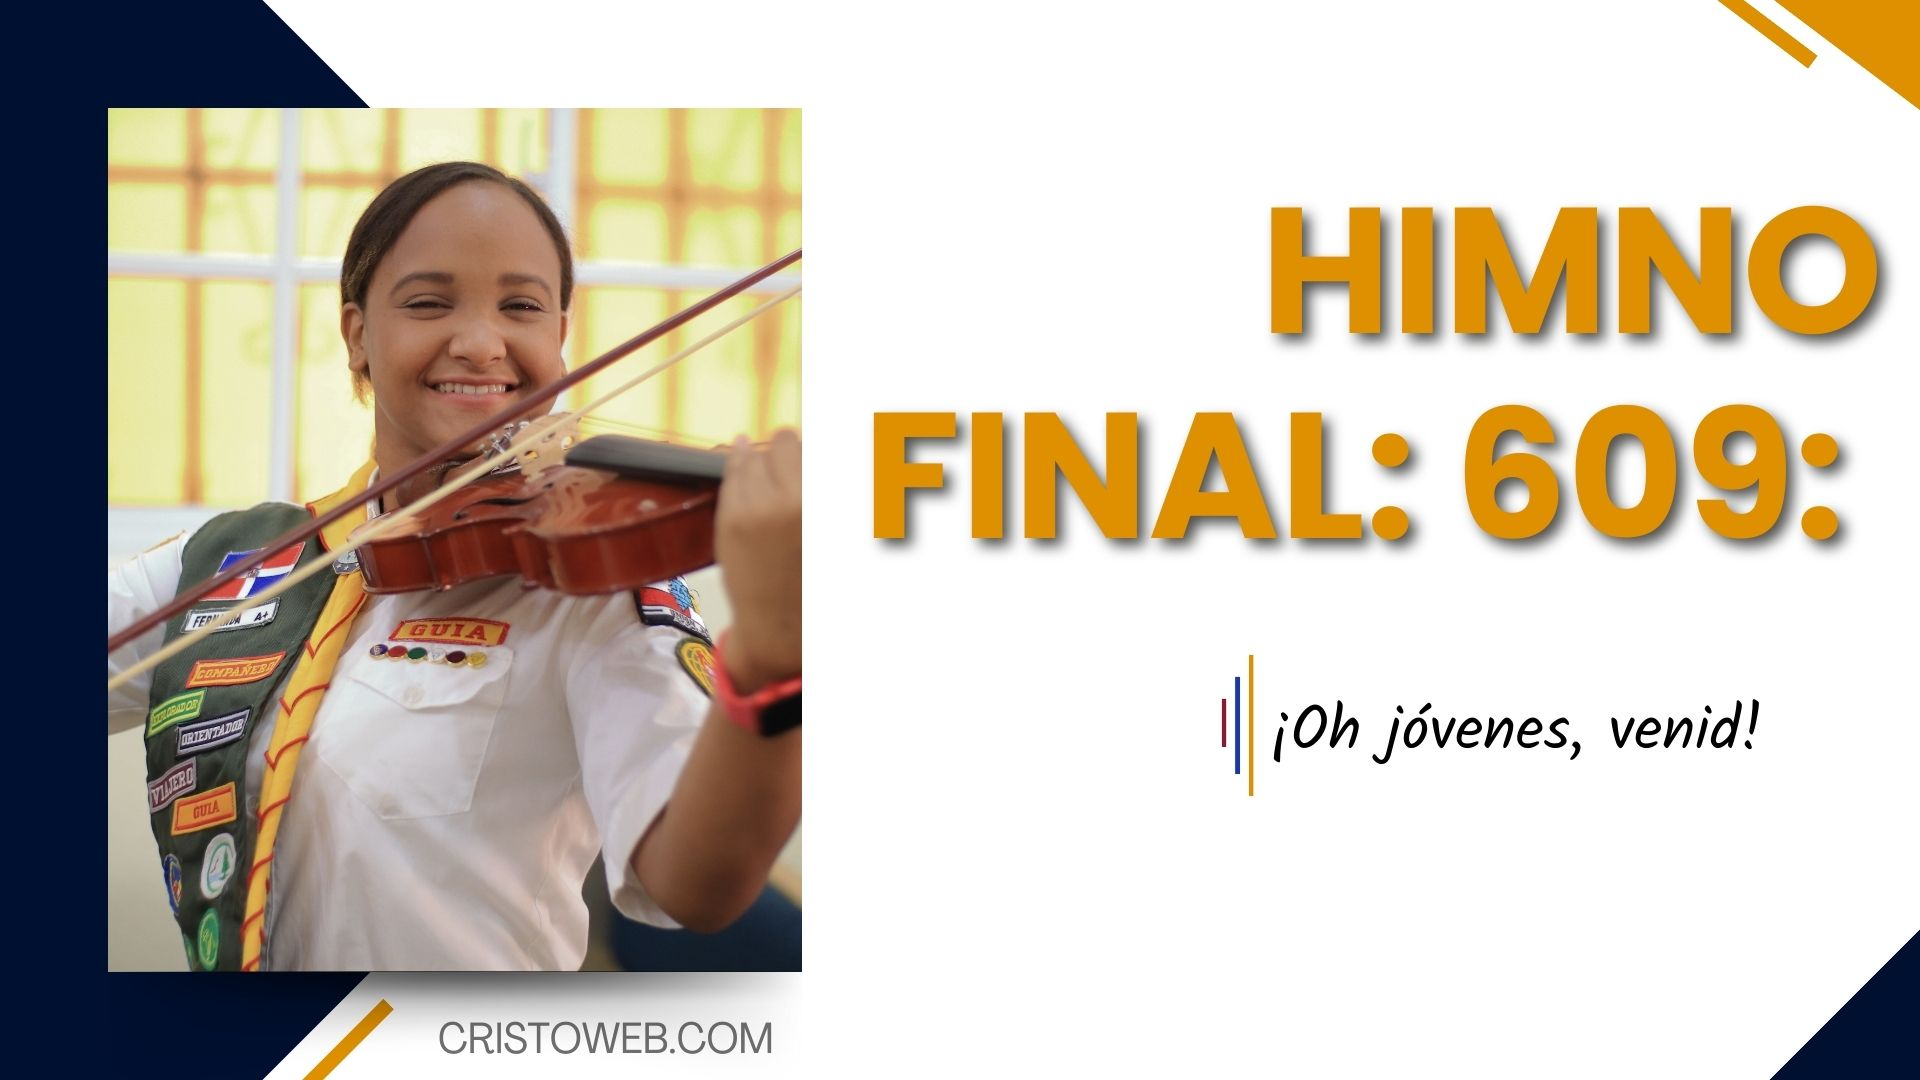 HIMNO
FINAL: 609:
¡Oh jóvenes, venid!
A+
GUIA
COMPAÑERO
EXPLORADOR
ORIENTADOR
VIAJERO
GUIA
CRISTOWEB.COM